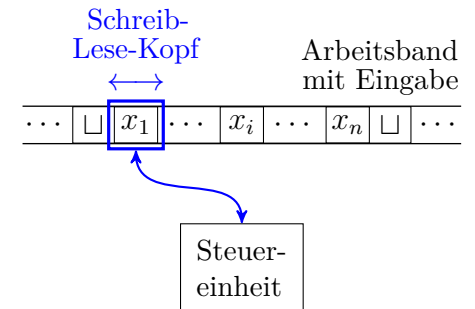 Schreib-
Lese-Kopf
Arbeitsband
mit Eingabe
⋯ ⊔ x₁ ⋯ xᵢ ⋯ xₙ ⊔ ⋯
Steuer-
einheit